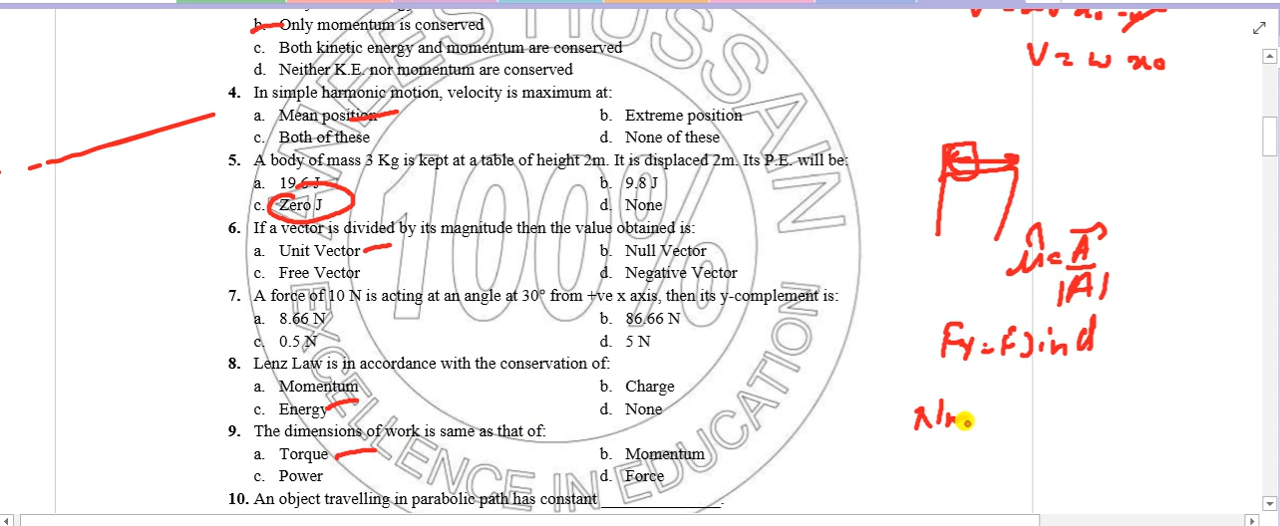 b. Only momentum is conserved
c. Both kinetic energy and momentum are conserved
d. Neither K.E. nor momentum are conserved
4. In simple harmonic motion, velocity is maximum at:
a. Mean position b. Extreme position
c. Both of these d. None of these
5. A body of mass 3 Kg is kept at a table of height 2m. It is displaced 2m. Its P.E. will be:
a. 19.6 J b. 9.8 J
c. Zero J d. None
6. If a vector is divided by its magnitude then the value obtained is:
a. Unit Vector b. Null Vector
c. Free Vector d. Negative Vector
7. A force of 10 N is acting at an angle at 30° from +ve x axis, then its y-complement is:
a. 8.66 N b. 86.66 N
c. 0.5 N d. 5 N
8. Lenz Law is in accordance with the conservation of:
a. Momentum b. Charge
c. Energy d. None
9. The dimensions of work is same as that of:
a. Torque b. Momentum
c. Power d. Force
10. An object travelling in parabolic path has constant ______________.
HUSSAIN
100%
EXCELLENCE IN EDUCATION
V = ω x₀
A
|A|